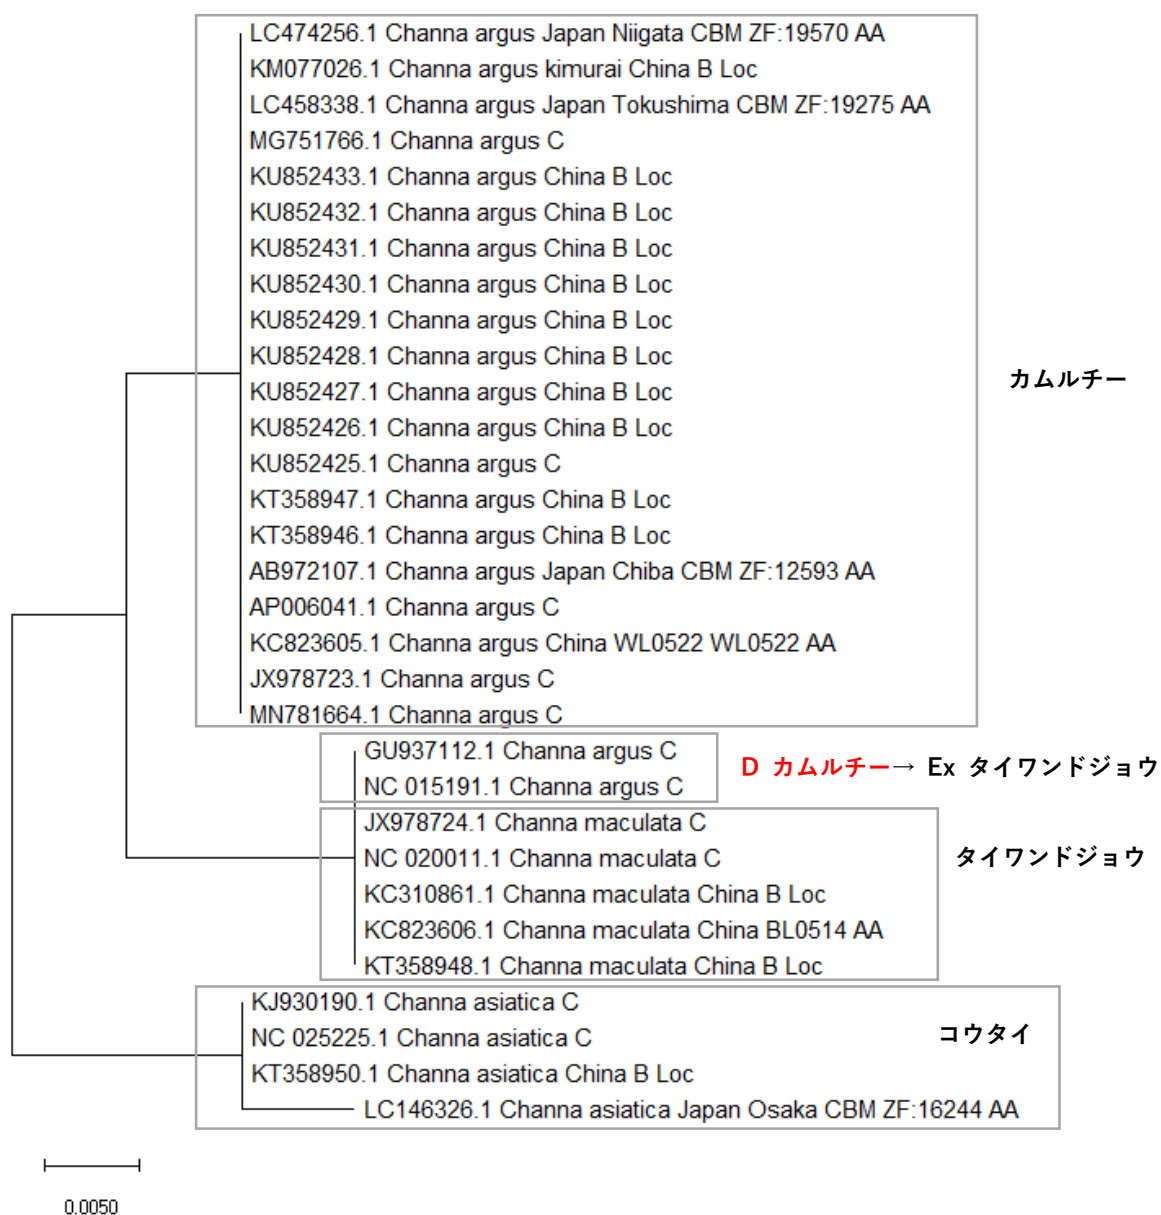 LC474256.1 Channa argus Japan Niigata CBM ZF:19570 AA
KM077026.1 Channa argus kimurai China B Loc
LC458338.1 Channa argus Japan Tokushima CBM ZF:19275 AA
MG751766.1 Channa argus C
KU852433.1 Channa argus China B Loc
KU852432.1 Channa argus China B Loc
KU852431.1 Channa argus China B Loc
KU852430.1 Channa argus China B Loc
KU852429.1 Channa argus China B Loc
KU852428.1 Channa argus China B Loc
カムルチー
KU852427.1 Channa argus China B Loc
KU852426.1 Channa argus China B Loc
KU852425.1 Channa argus C
KT358947.1 Channa argus China B Loc
KT358946.1 Channa argus China B Loc
AB972107.1 Channa argus Japan Chiba CBM ZF:12593 AA
AP006041.1 Channa argus C
KC823605.1 Channa argus China WL0522 WL0522 AA
JX978723.1 Channa argus C
MN781664.1 Channa argus C
GU937112.1 Channa argus C
D カムルチー→ Ex タイワンドジョウ
NC 015191.1 Channa argus C
JX978724.1 Channa maculata C
NC 020011.1 Channa maculata C
タイワンドジョウ
KC310861.1 Channa maculata China B Loc
KC823606.1 Channa maculata China BL0514 AA
KT358948.1 Channa maculata China B Loc
KJ930190.1 Channa asiatica C
NC 025225.1 Channa asiatica C
コウタイ
KT358950.1 Channa asiatica China B Loc
LC146326.1 Channa asiatica Japan Osaka CBM ZF:16244 AA
0.0050